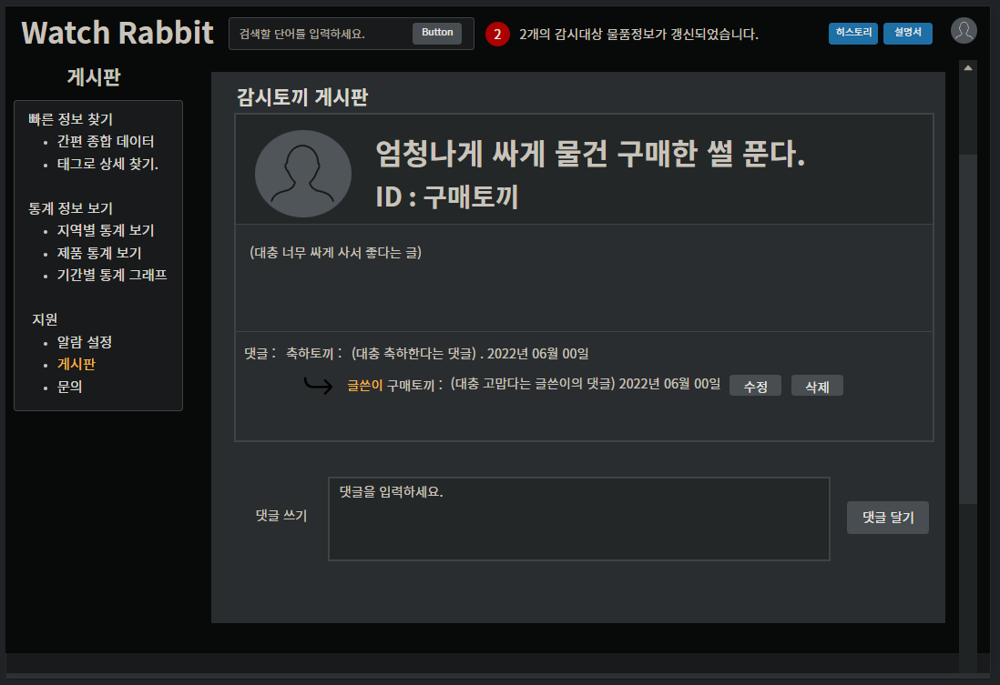 Watch Rabbit
검색할 단어를 입력하세요.
Button
2
2개의 감시대상 물품정보가 갱신되었습니다.
히스토리
설명서
게시판
빠른 정보 찾기
간편 종합 데이터
태그로 상세 찾기.
통계 정보 보기
지역별 통계 보기
제품 통계 보기
기간별 통계 그래프
지원
알람 설정
게시판
문의
감시토끼 게시판
엄청나게 싸게 물건 구매한 썰 푼다.
ID : 구매토끼
(대충 너무 싸게 사서 좋다는 글)
댓글 : 축하토끼 : (대충 축하한다는 댓글) . 2022년 06월 00일
글쓴이 구매토끼 : (대충 고맙다는 글쓴이의 댓글) 2022년 06월 00일
수정
삭제
댓글 쓰기
댓글을 입력하세요.
댓글 달기